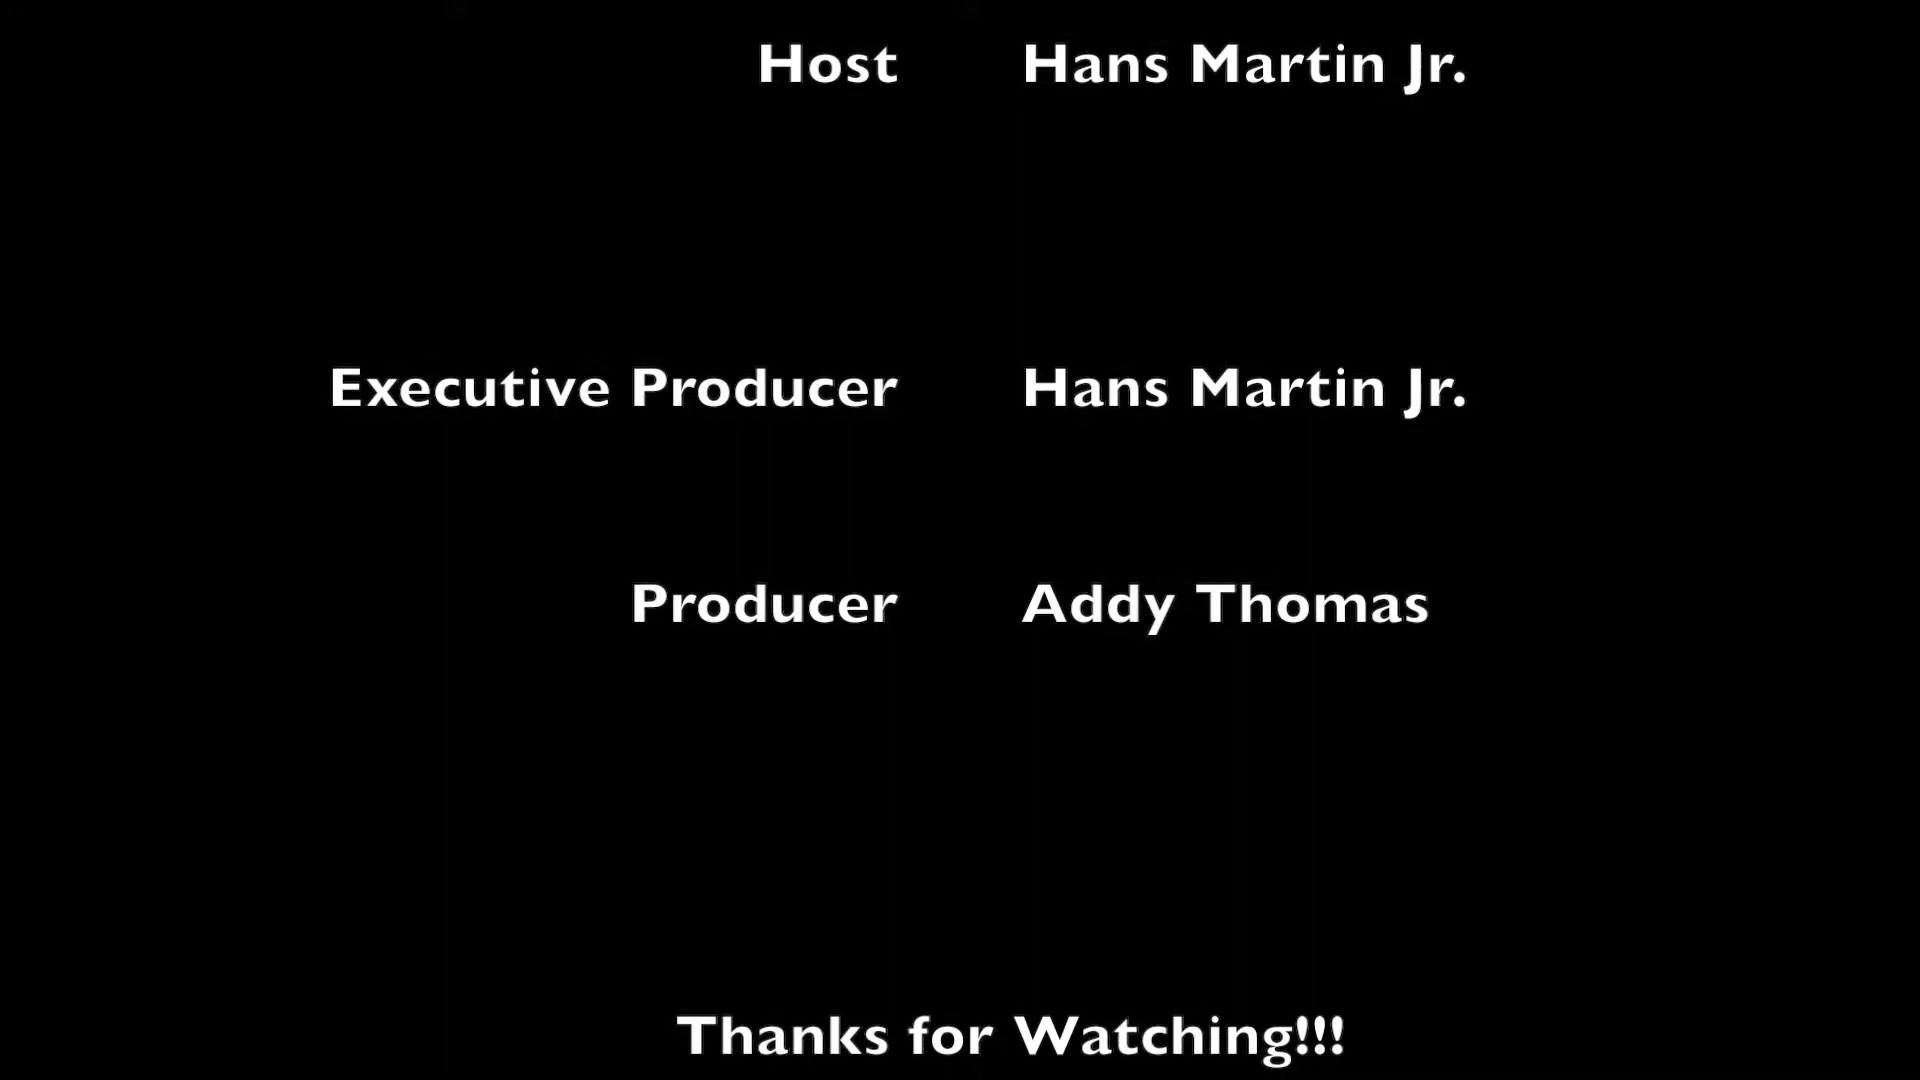 Host Hans Martin Jr.
Executive Producer Hans Martin Jr.
Producer Addy Thomas
Thanks for Watching!!!